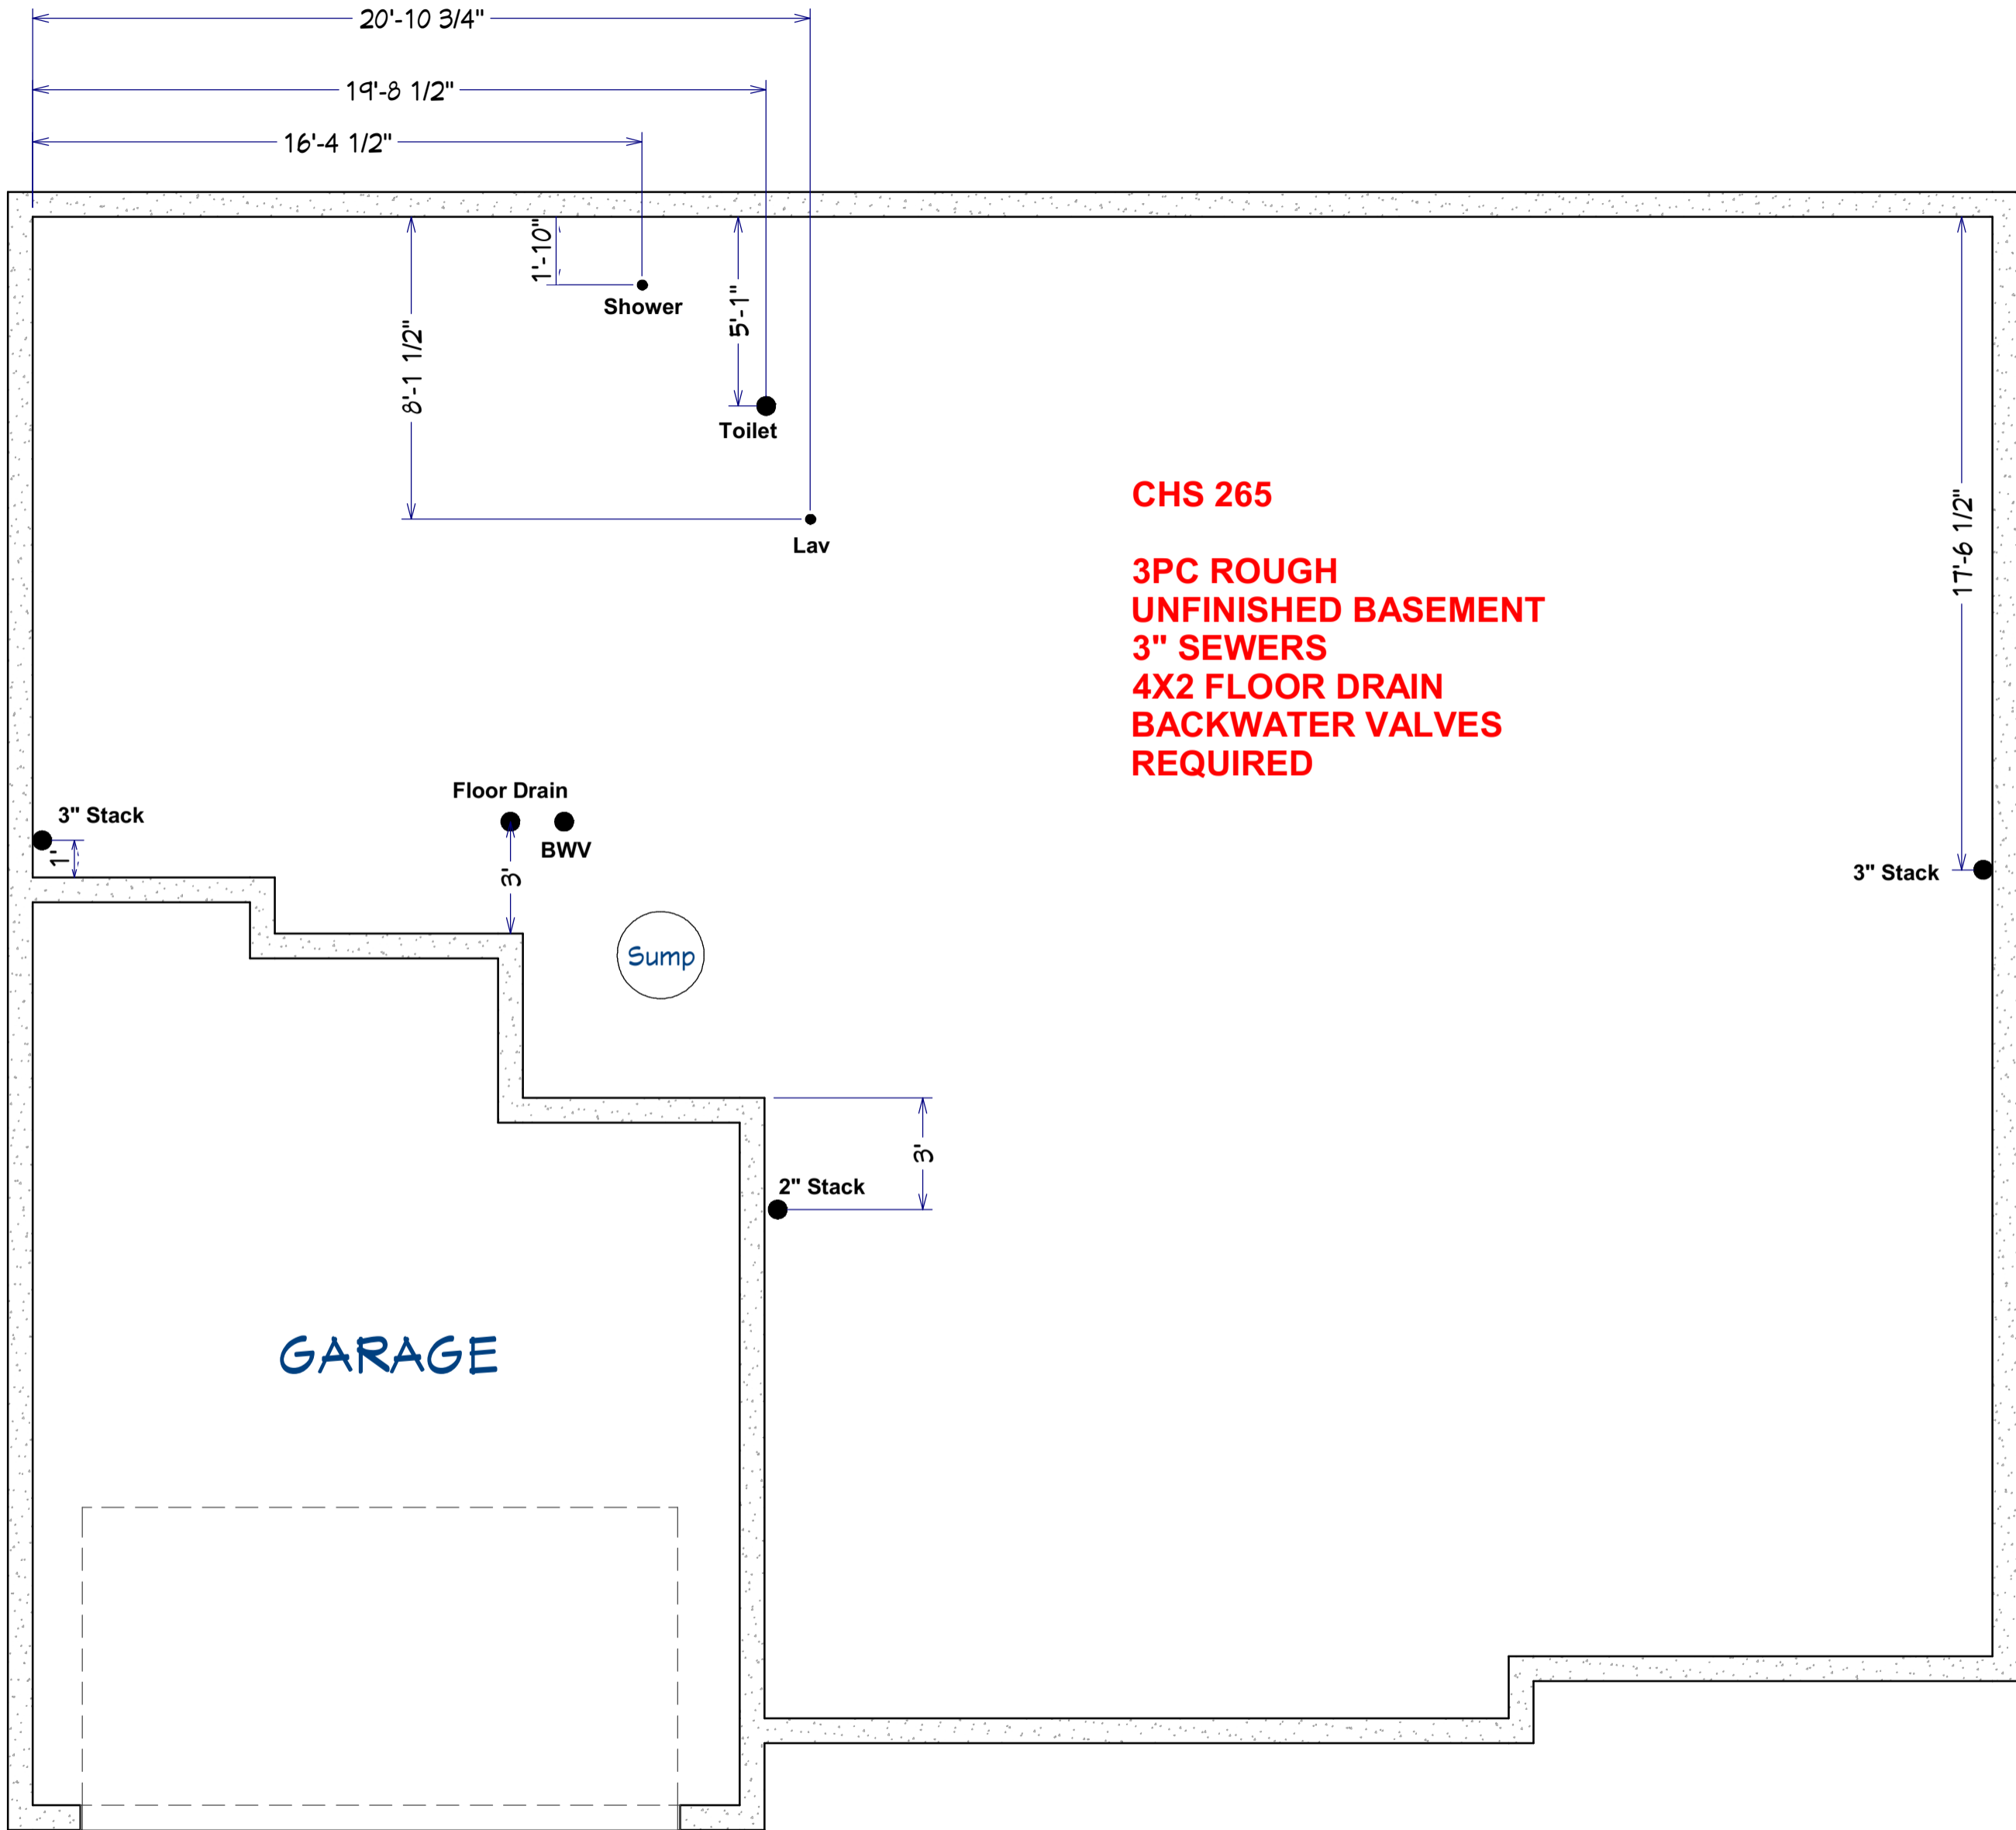 20'-10 3/4"
19'-8 1/2"
16'-4 1/2"
1'-10"
Shower
5'-1"
8'-1 1/2"
Toilet
Lav
CHS 265
3PC ROUGH
UNFINISHED BASEMENT
3" SEWERS
4X2 FLOOR DRAIN
BACKWATER VALVES
REQUIRED
17'-6 1/2"
Floor Drain
3" Stack
BWV
1'
3'
3" Stack
Sump
3'
2" Stack
GARAGE